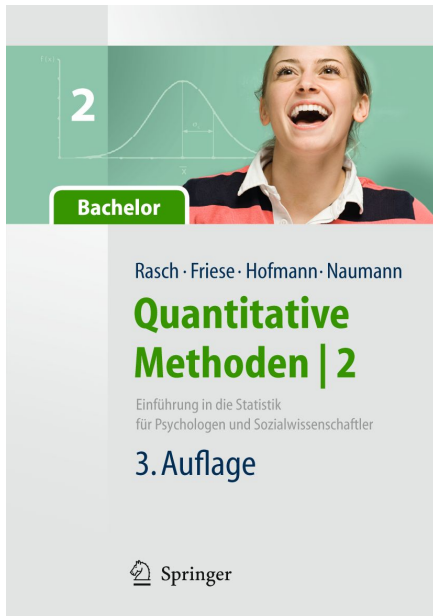 2
Bachelor
Rasch · Friese · Hofmann · Naumann
Quantitative
Methoden | 2
Einführung in die Statistik
für Psychologen und Sozialwissenschaftler
3. Auflage
Springer